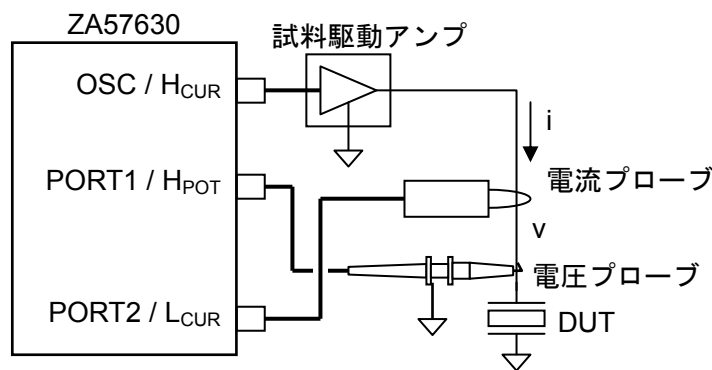 ZA57630
試料駆動アンプ
OSC / HCUR
i
PORT1 / HPOT
電流プローブ
v
電圧プローブ
PORT2 / LCUR
DUT